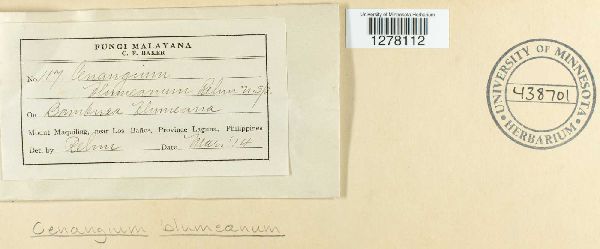 FUNGI MALAYANA
C. F. BAKER
No. 117 Cenangium
blumeanum Rehm n. sp.
On Bambusa blumeana
Mount Maquiling, near Los Baños, Province Laguna, Philippines
Det. by Rehm Date Mar. '14
University of Minnesota Herbarium
1278112
UNIVERSITY OF MINNESOTA
438701
HERBARIUM
Cenangium blumeanum